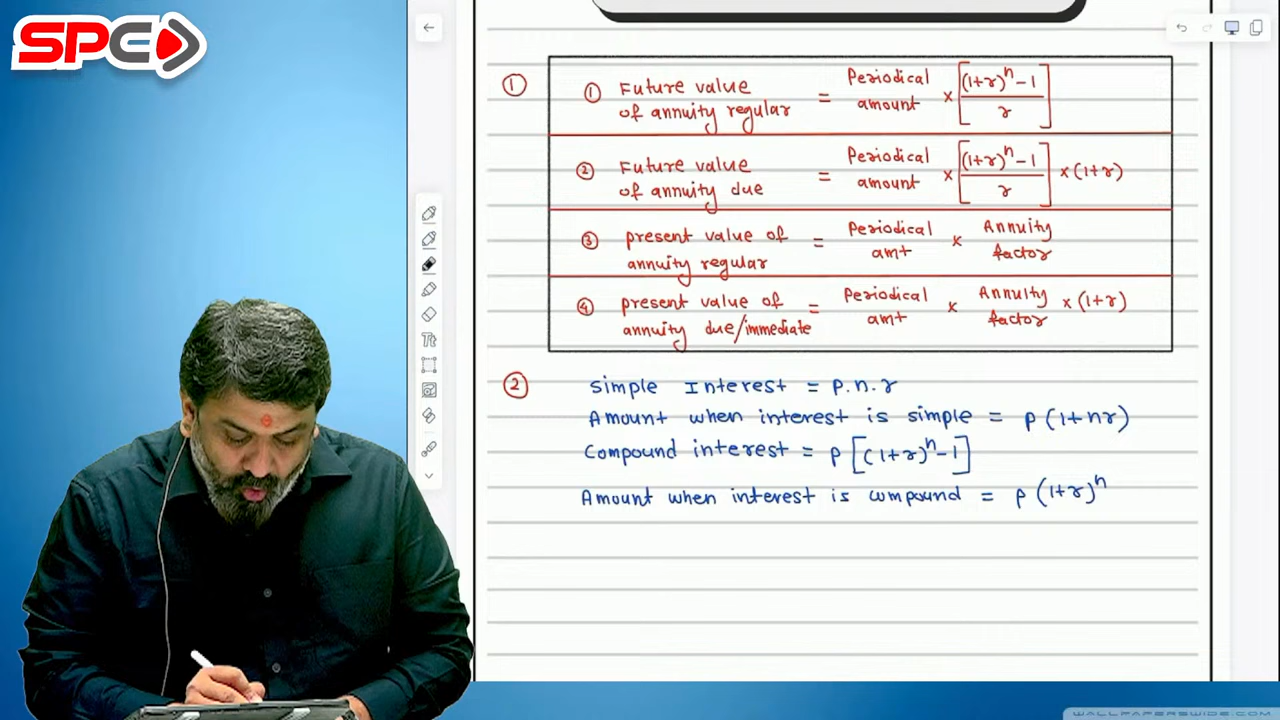 SPC
① ① Future value of annuity regular = Periodical amount × [((1+r)^n - 1) / r]
② Future value of annuity due = Periodical amount × [((1+r)^n - 1) / r] × (1+r)
③ present value of annuity regular = Periodical amt × Annuity factor
④ present value of annuity due/immediate = Periodical amt × Annuity factor × (1+r)
② simple Interest = p.n.r
Amount when interest is simple = p (1+nr)
Compound interest = p [(1+r)^n - 1]
Amount when interest is compound = p (1+r)^n
Tt
WALLPAPERSWIDE.COM